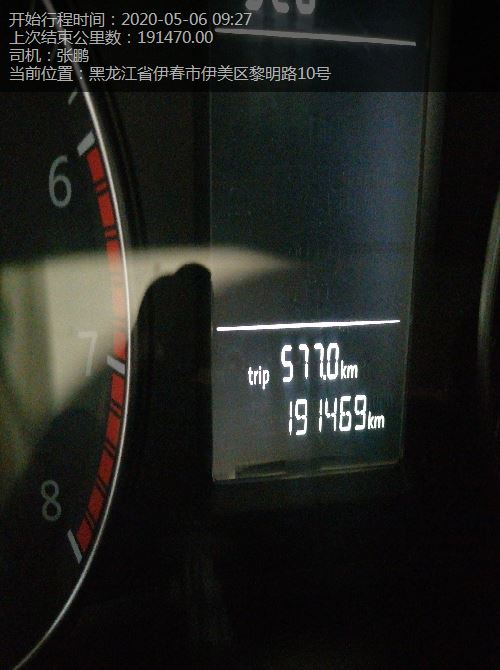 开始行程时间：2020-05-06 09:27
上次结束公里数：191470.00
司机：张鹏
当前位置：黑龙江省伊春市伊美区黎明路10号
6
7
trip 577.0km
191469km
8